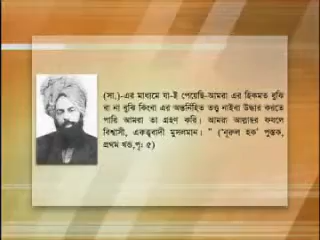 (সা.)-এর মাধ্যমে যা-ই পেয়েছি-আমরা এর হিকমত বুঝি
বা না বুঝি কিংবা এর অন্তর্নিহিত তত্ত্ব নাইবা উদ্ধার করতে
পারি আমরা তা গ্রহণ করি। আমরা আল্লাহর ফযলে
বিশ্বাসী, একত্ববাদী মুসলমান। " ('নূরুল হক' পুস্তক,
প্রথম খণ্ড,পৃ: ৫)